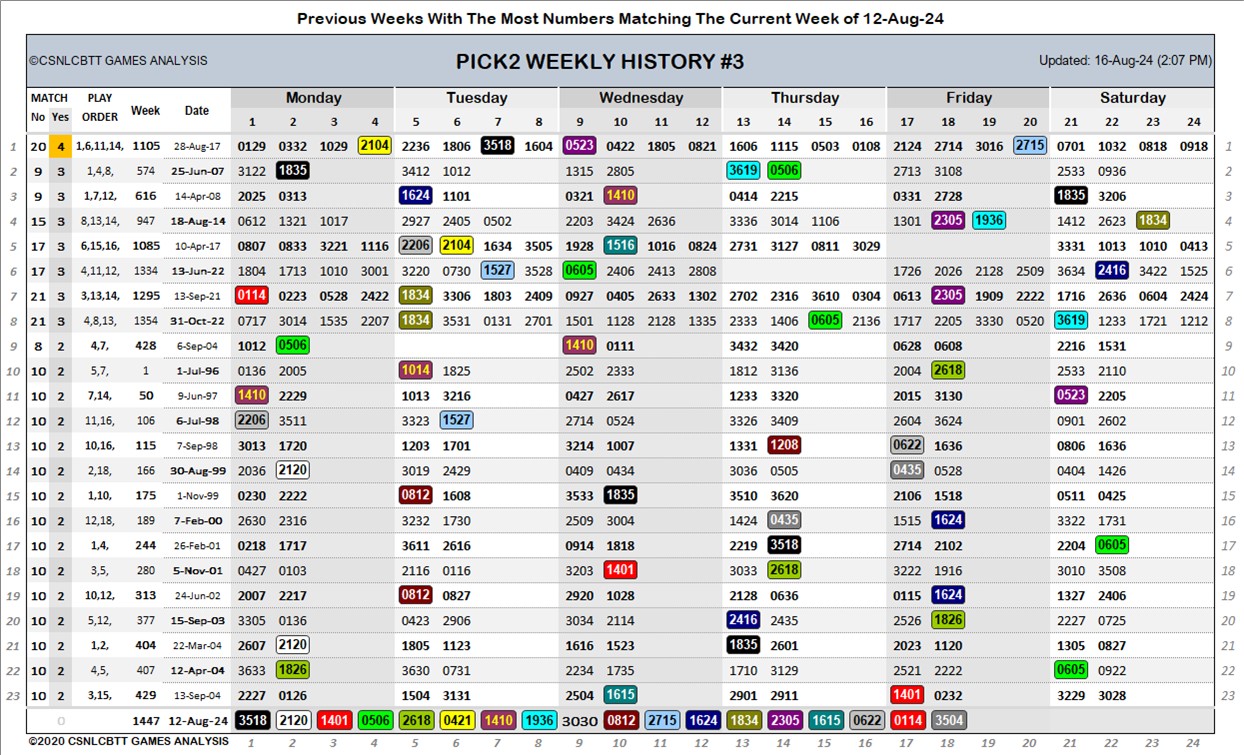 Previous Weeks With The Most Numbers Matching The Current Week of 12-Aug-24
©CSNLCBTT GAMES ANALYSIS PICK2 WEEKLY HISTORY #3 Updated: 16-Aug-24 (2:07 PM)
MATCH PLAY Week Date Monday Tuesday Wednesday Thursday Friday Saturday
No Yes ORDER 1 2 3 4 5 6 7 8 9 10 11 12 13 14 15 16 17 18 19 20 21 22 23 24
1 20 4 1,6,11,14, 1105 28-Aug-17 0129 0332 1029 2104 2236 1806 3518 1604 0523 0422 1805 0821 1606 1115 0503 0108 2124 2714 3016 2715 0701 1032 0818 0918 1
2 9 3 1,4,8, 574 25-Jun-07 3122 1835 3412 1012 1315 2805 3619 0506 2713 3108 2533 0936 2
3 9 3 1,7,12, 616 14-Apr-08 2025 0313 1624 1101 0321 1410 0414 2215 0331 2728 1835 3206 3
4 15 3 8,13,14, 947 18-Aug-14 0612 1321 1017 2927 2405 0502 2203 3424 2636 3336 3014 1106 1301 2305 1936 1412 2623 1834 4
5 17 3 6,15,16, 1085 10-Apr-17 0807 0833 3221 1116 2206 2104 1634 3505 1928 1516 1016 0824 2731 3127 0811 3029 3331 1013 1010 0413 5
6 17 3 4,11,12, 1334 13-Jun-22 1804 1713 1010 3001 3220 0730 1527 3528 0605 2406 2413 2808 1726 2026 2128 2509 3634 2416 3422 1525 6
7 21 3 3,13,14, 1295 13-Sep-21 0114 0223 0528 2422 1834 3306 1803 2409 0927 0405 2633 1302 2702 2316 3610 0304 0613 2305 1909 2222 1716 2636 0604 2424 7
8 21 3 4,8,13, 1354 31-Oct-22 0717 3014 1535 2207 1834 3531 0131 2701 1501 1128 2128 1335 2333 1406 0605 2136 1717 2205 3330 0520 3619 1233 1721 1212 8
9 8 2 4,7, 428 6-Sep-04 1012 0506 1410 0111 3432 3420 0628 0608 2216 1531 9
10 10 2 5,7, 1 1-Jul-96 0136 2005 1014 1825 2502 2333 1812 3136 2004 2618 2533 2110 10
11 10 2 7,14, 50 9-Jun-97 1410 2229 1013 3216 0427 2617 1233 3320 2015 3130 0523 2205 11
12 10 2 11,16, 106 6-Jul-98 2206 3511 3323 1527 2714 0524 3326 3409 2604 3624 0901 2602 12
13 10 2 10,16, 115 7-Sep-98 3013 1720 1203 1701 3214 1007 1331 1208 0622 1636 0806 1636 13
14 10 2 2,18, 166 30-Aug-99 2036 2120 3019 2429 0409 0434 3036 0505 0435 0528 0404 1426 14
15 10 2 1,10, 175 1-Nov-99 0230 2222 0812 1608 3533 1835 3510 3620 2106 1518 0511 0425 15
16 10 2 12,18, 189 7-Feb-00 2630 2316 3232 1730 2509 3004 1424 0435 1515 1624 3322 1731 16
17 10 2 1,4, 244 26-Feb-01 0218 1717 3611 2616 0914 1818 2219 3518 2714 2102 2204 0605 17
18 10 2 3,5, 280 5-Nov-01 0427 0103 2116 0116 3203 1401 3033 2618 3222 1916 3010 3508 18
19 10 2 10,12, 313 24-Jun-02 2007 2217 0812 0827 2920 1028 2128 0636 0115 1624 1327 2406 19
20 10 2 5,12, 377 15-Sep-03 3305 0136 0423 2906 3034 2114 2416 2435 2526 1826 2207 0725 20
21 10 2 1,2, 404 22-Mar-04 2607 2120 1805 1123 1616 1523 1835 2601 2023 1120 1305 0827 21
22 10 2 4,5, 407 12-Apr-04 3633 1826 3630 0731 2234 1735 1710 3129 2521 2222 0605 0922 22
23 10 2 3,15, 429 13-Sep-04 2227 0126 1504 3131 2504 1615 2901 2911 1401 0232 3229 3028 23
0 1447 12-Aug-24 3518 2120 1401 0506 2618 0421 1410 1936 3030 0812 2715 1624 1834 2305 1615 0622 0114 3504
©2020 CSNLCBTT GAMES ANALYSIS 1 2 3 4 5 6 7 8 9 10 11 12 13 14 15 16 17 18 19 20 21 22 23 24